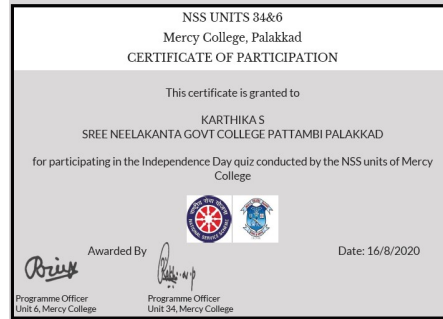 NSS UNITS 34&6
Mercy College, Palakkad
CERTIFICATE OF PARTICIPATION
This certificate is granted to
KARTHIKA S
SREE NEELAKANTA GOVT COLLEGE PATTAMBI PALAKKAD
for participating in the Independence Day quiz conducted by the NSS units of Mercy
College
Awarded By
Date: 16/8/2020
Programme Officer
Unit 6, Mercy College
Programme Officer
Unit 34, Mercy College